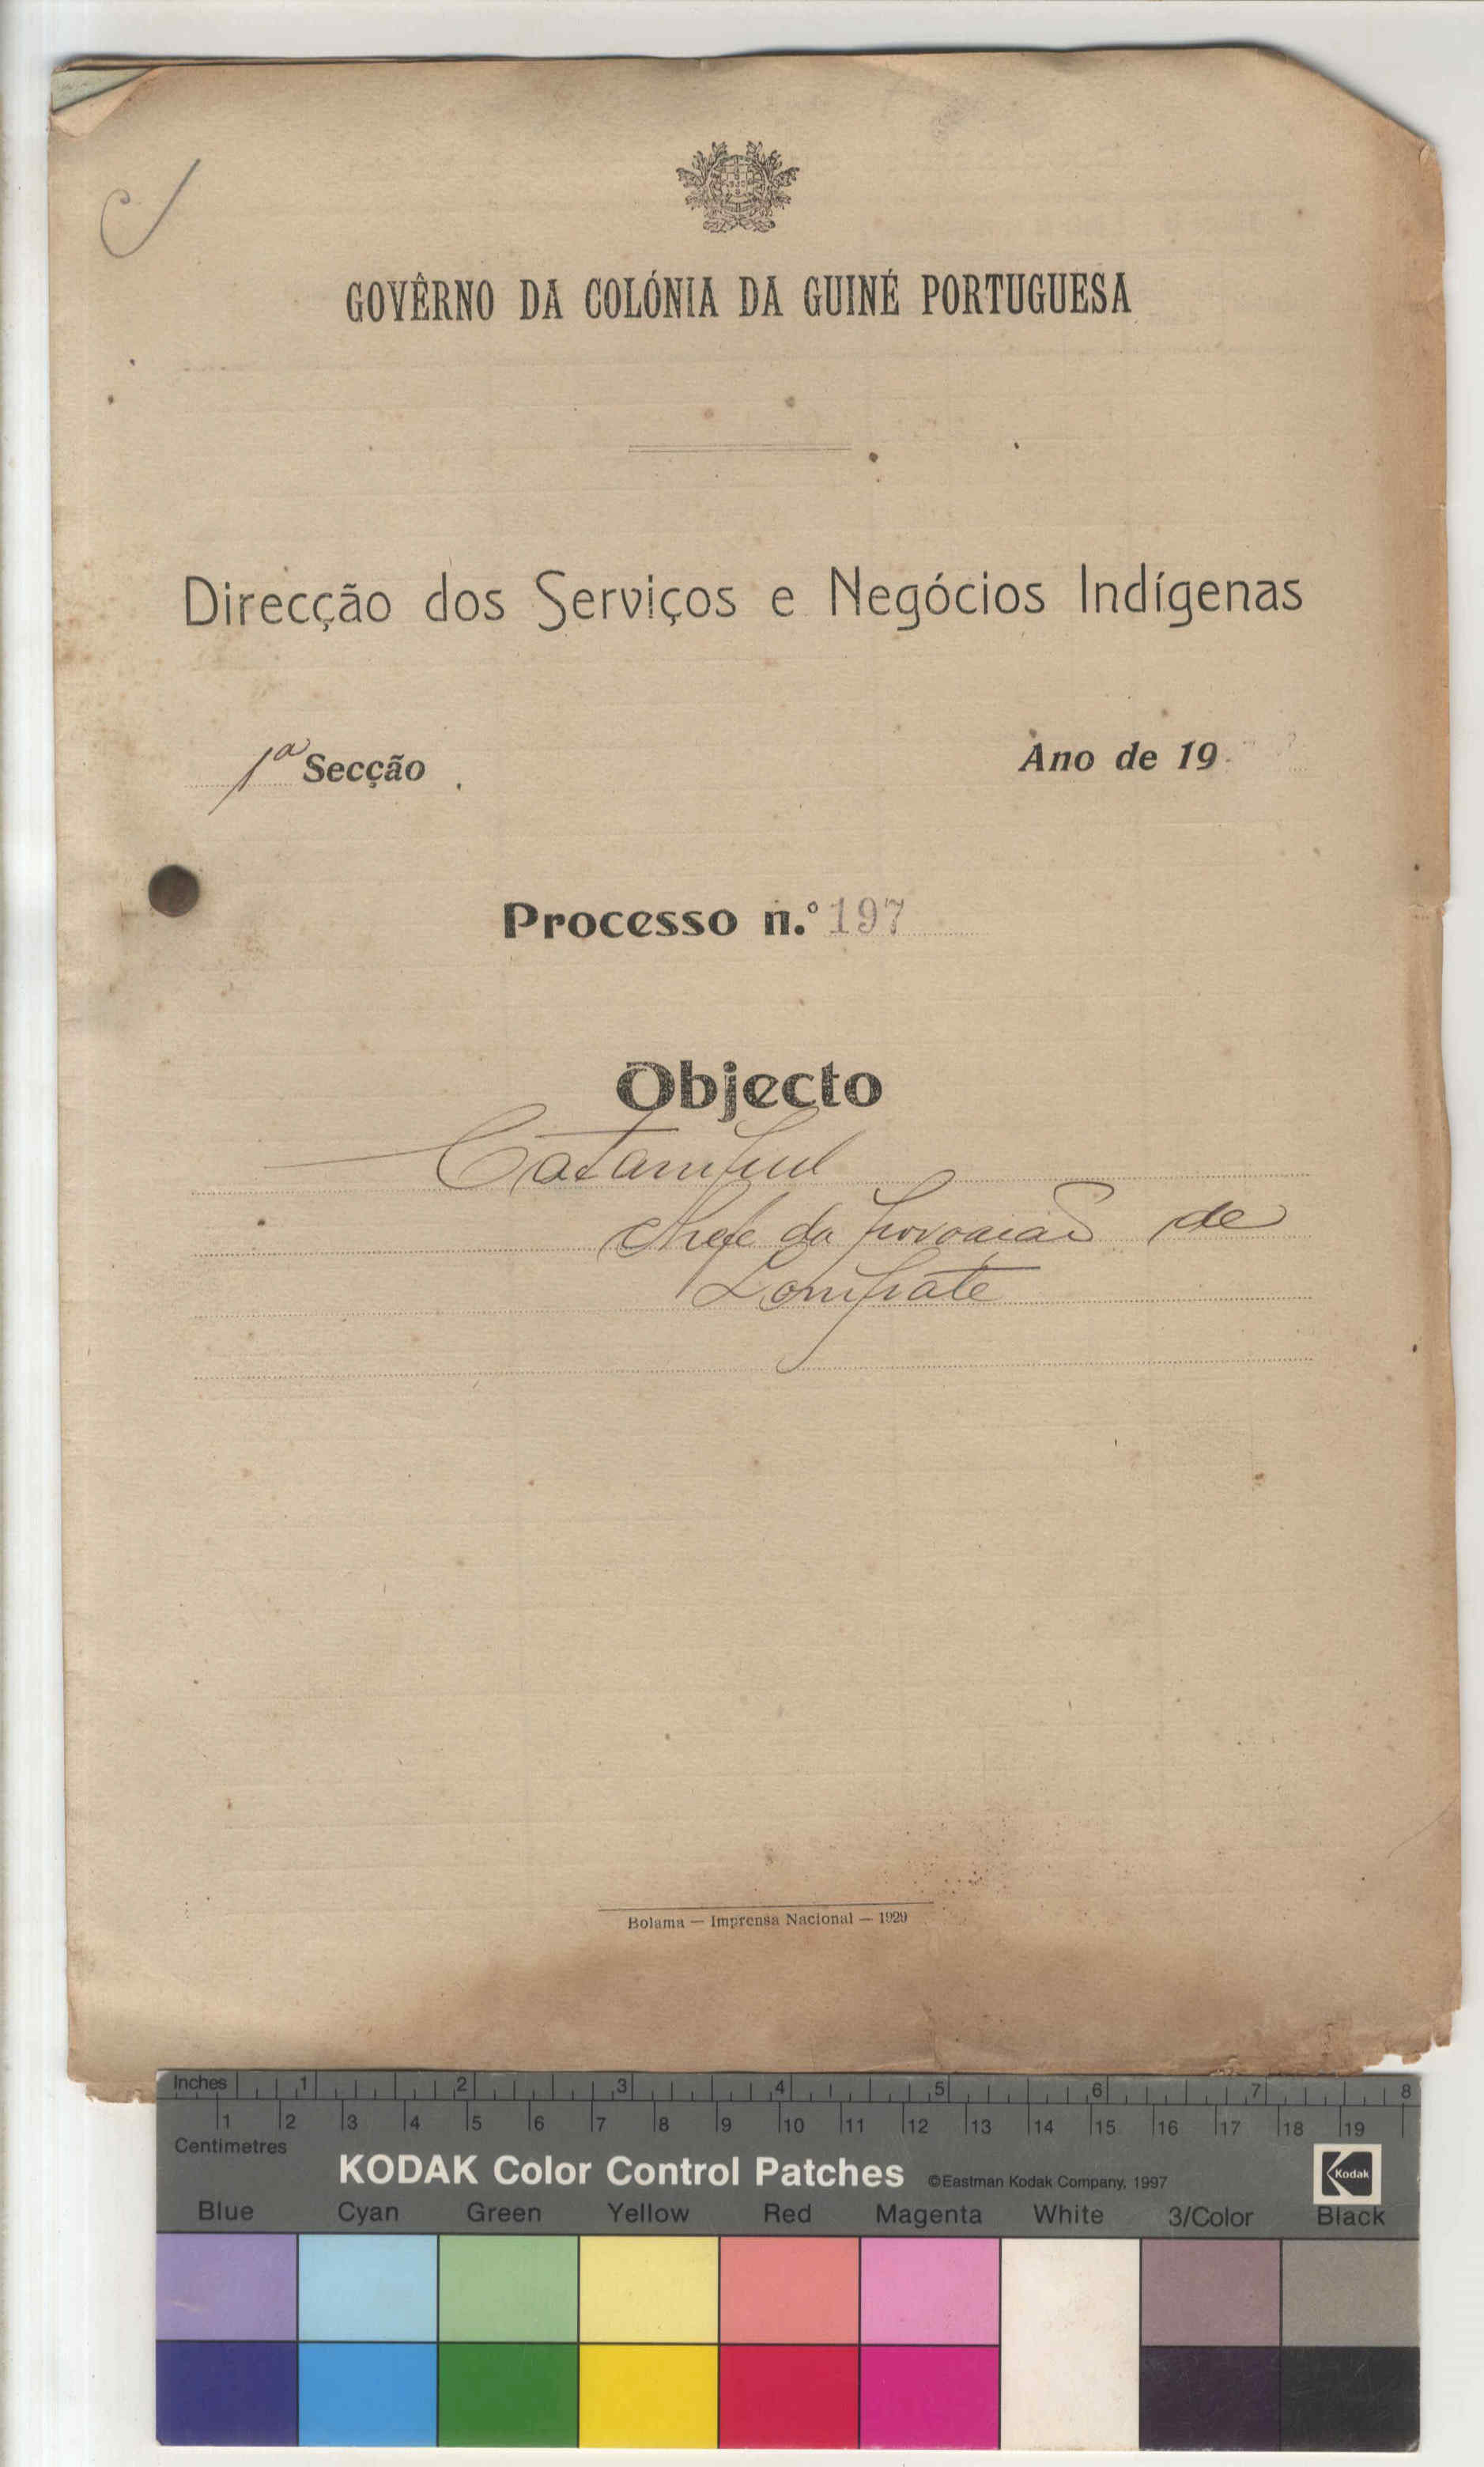 GOVÊRNO DA COLÓNIA DA GUINÉ PORTUGUESA
Direcção dos Serviços e Negócios Indígenas
1ª Secção
Ano de 19
Processo n.º 197
Objecto
Chefe da povoação de
Bolama — Imprensa Nacional — 1929
Inches 1 2 3 4 5 6 7 8
1 2 3 4 5 6 7 8 9 10 11 12 13 14 15 16 17 18 19
Centimetres
KODAK Color Control Patches ©Eastman Kodak Company, 1997 Kodak
Blue Cyan Green Yellow Red Magenta White 3/Color Black